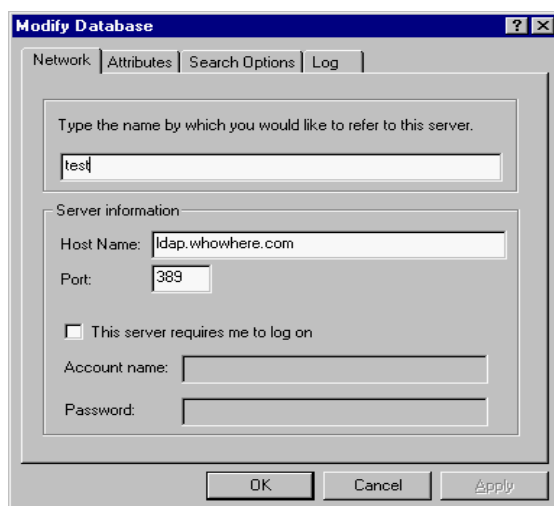 Modify Database
Network Attributes Search Options Log
Type the name by which you would like to refer to this server.
test
Server information
Host Name: ldap.whowhere.com
Port: 389
This server requires me to log on
Account name:
Password:
OK Cancel Apply